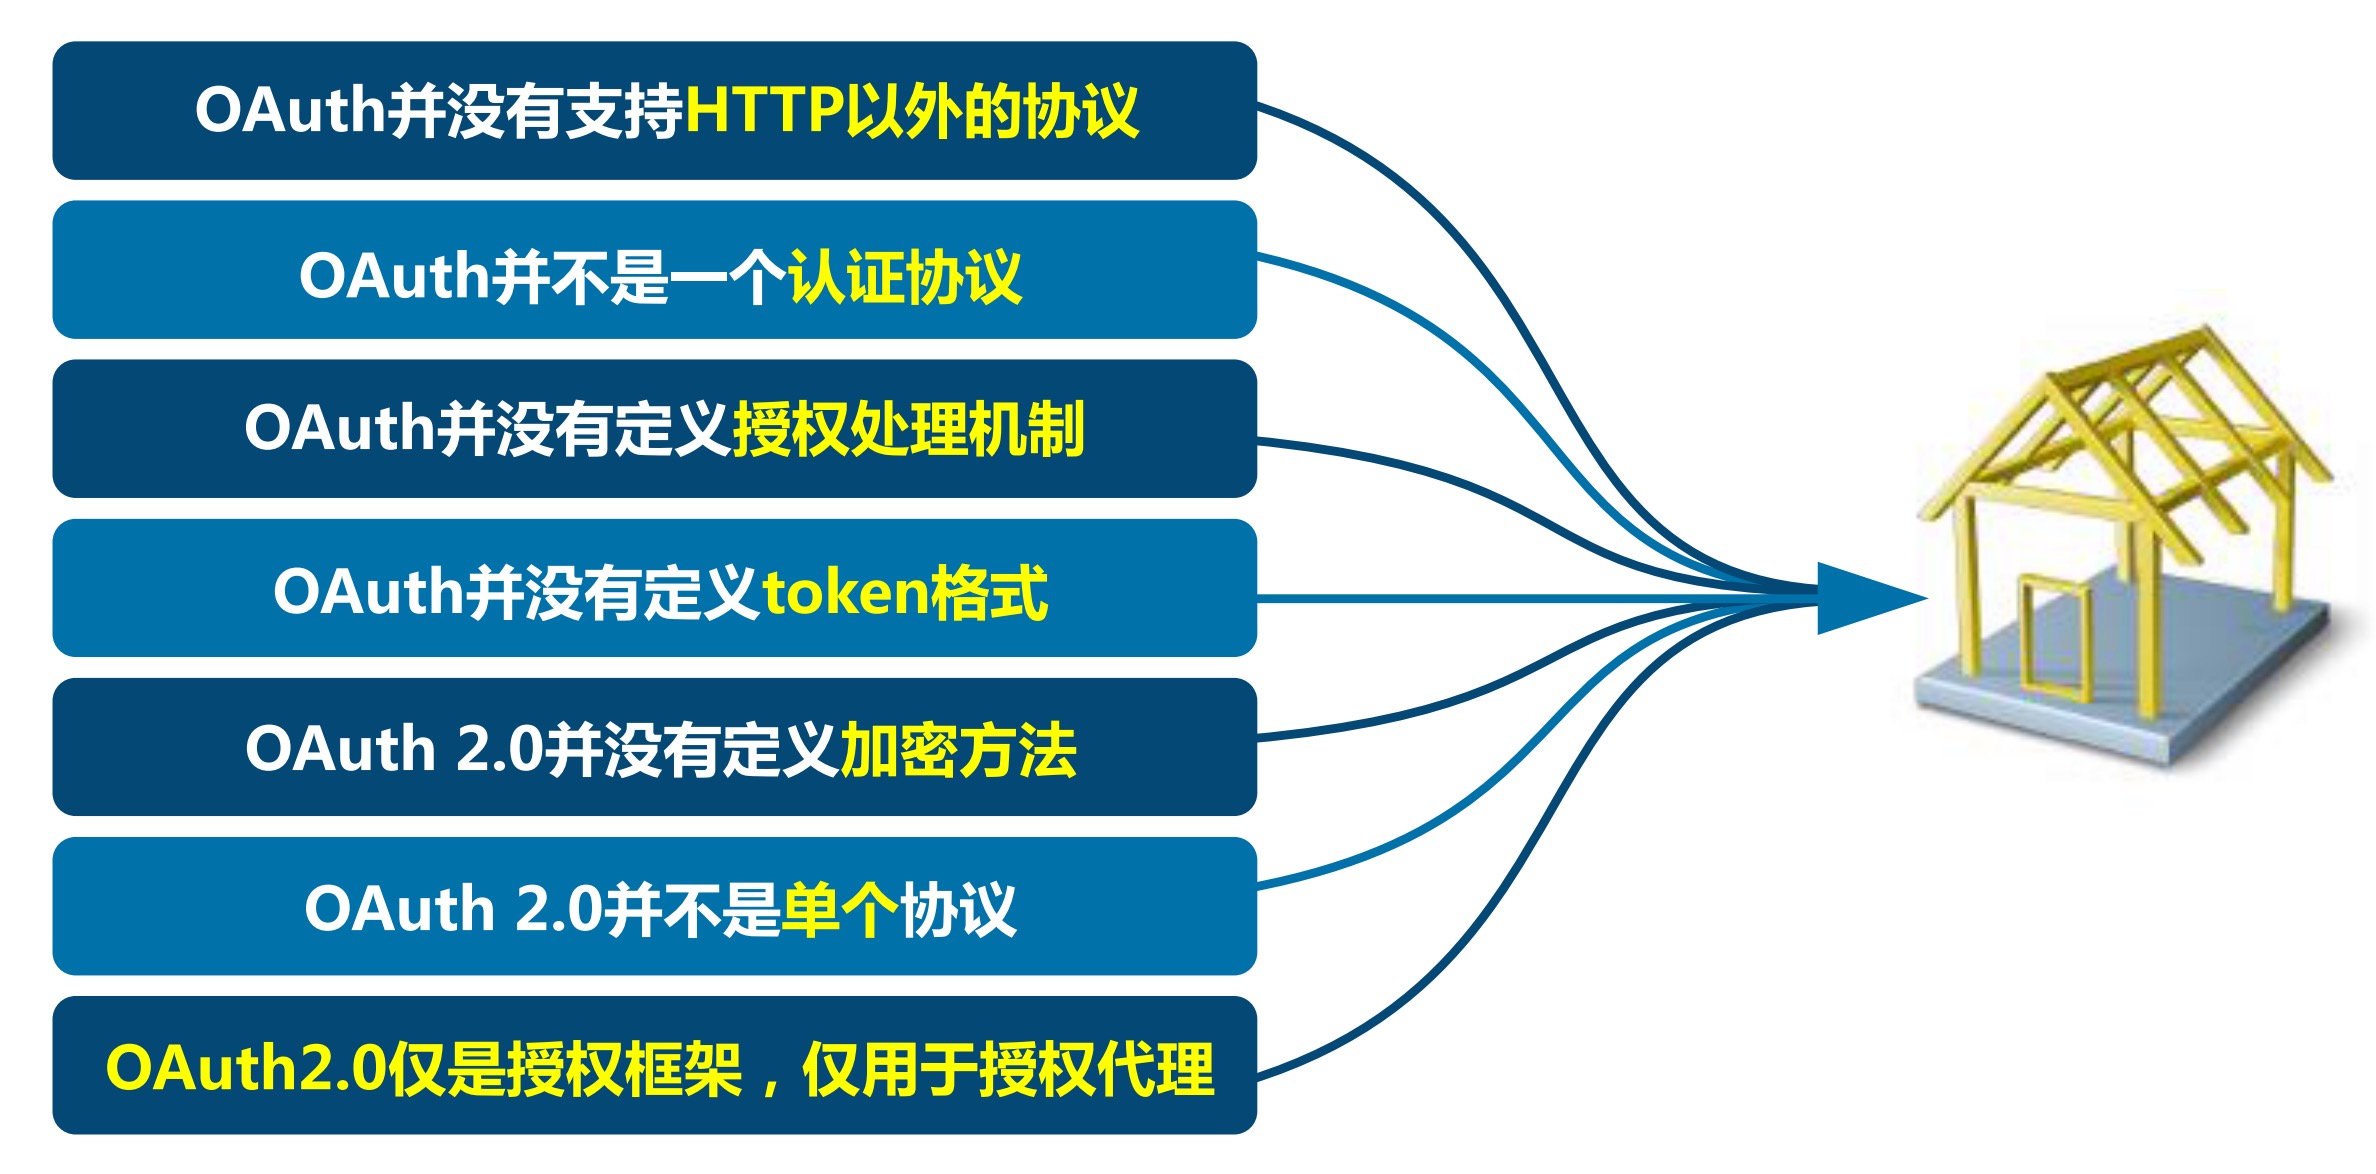 OAuth并没有支持HTTP以外的协议
OAuth并不是一个认证协议
OAuth并没有定义授权处理机制
OAuth并没有定义token格式
OAuth 2.0并没有定义加密方法
OAuth 2.0并不是单个协议
OAuth2.0仅是授权框架，仅用于授权代理